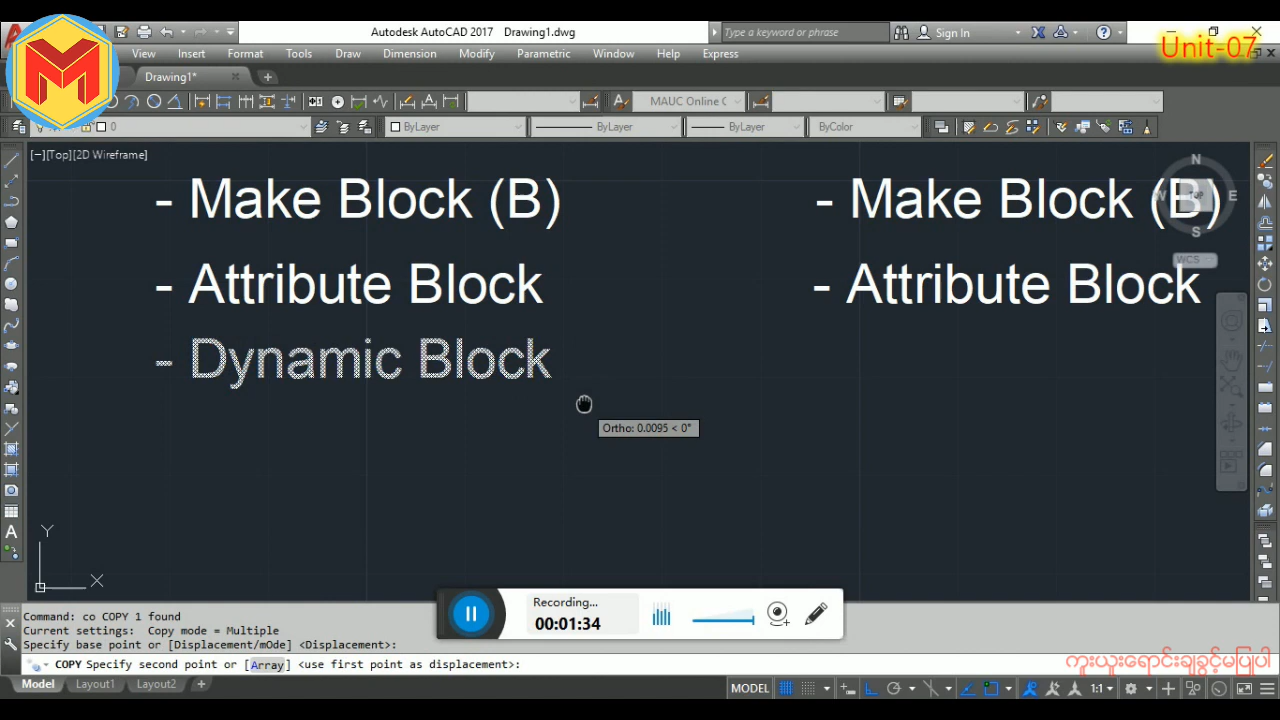 Autodesk AutoCAD 2017 Drawing1.dwg
Type a keyword or phrase
Sign In
Unit-07
View Insert Format Tools Draw Dimension Modify Parametric Window Help Express
Drawing1*
MAUC Online C
0
ByLayer
ByLayer
ByLayer
ByColor
[−][Top][2D Wireframe]
N
W TOP E
S
WCS
- Make Block (B)
- Make Block (B)
- Attribute Block
- Attribute Block
- Dynamic Block
Ortho: 0.0095 < 0°
Y
X
Recording...
00:01:34
Command: co COPY 1 found
Current settings: Copy mode = Multiple
Specify base point or [Displacement/mOde] <Displacement>:
COPY Specify second point or [Array] <use first point as displacement>:
ကူးယူးရောင်းချခွင့်မပြုပါ
Model Layout1 Layout2
MODEL
1:1